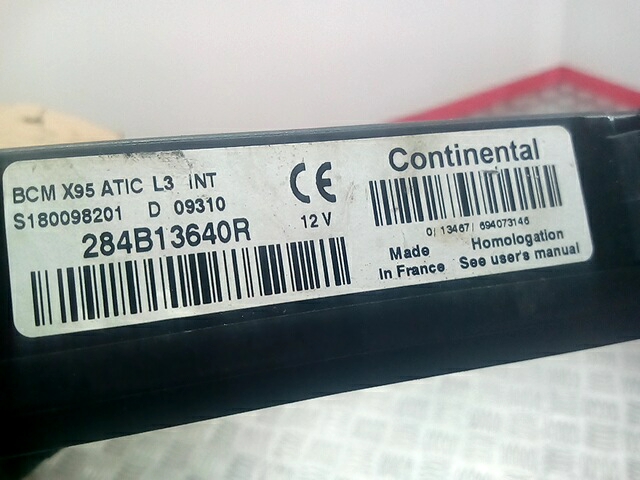 BCM X95 ATIC L3 INT
S180098201 D 09310
284B13640R
CE
12 V
Continental
0/13467/694073146
Made in France
Homologation
See user's manual